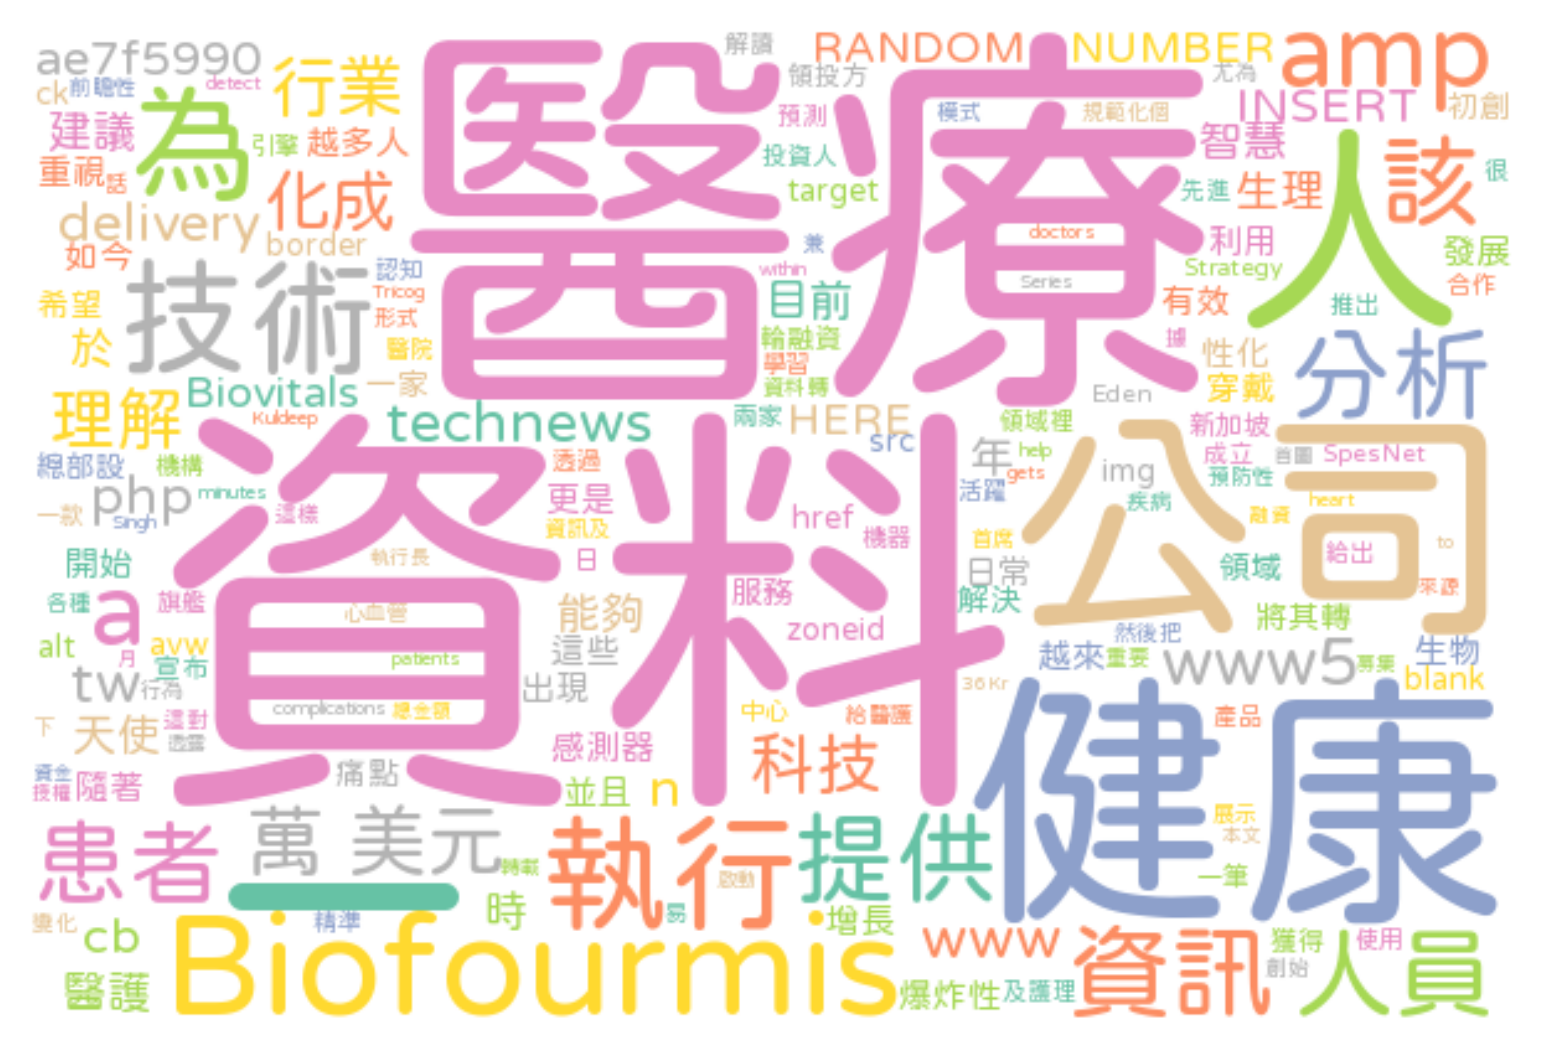 ae7f5990
解讀
RANDOM
NUMBER
amp
ck
前瞻性
detect
行業
醫療
領投方
尤為
INSERT
初創
建議
為
引擎
越多人
預測
模式
規範化個
智慧
人
該
重視
話
化成
投資人
target
先進
生理
很
delivery
border
兼
doctors
利用
發展
如今
技術
認知
within
Series
Strategy
合作
希望
Tricog
形式
目前
有效
推出
於
醫院
輪融資
據
性化
分析
學習
理解
Biovitals
一家
資料轉
Eden
穿戴
Kuldeep
technews
兩家
HERE
領域裡
新加坡
公司
資料
src
年
help
成立
首圖
SpesNet
總部設
機構
透過
gets
img
預防性
php
minutes
更是
活躍
疾病
heart
一款
Singh
這樣
資訊及
href
機器
首席
融資
給出
to
開始
執行長
日
日常
領域
來源
各種
a
旗艦
心血管
能夠
服務
解決
將其轉
alt
月
avw
宣布
patients
這些
zoneid
然後把
越來
重要
www5
募集
生物
blank
tw
行為
出現
36Kr
下
天使
這對
透露
complications
總金額
中心
給醫護
產品
健康
資金
授權
隨著
痛點
感測器
科技
並且
n
患者
萬 美元
轉載
執行
啟動
提供
展示
本文
一筆
變化
cb
精準
時
易
增長
www
資訊
獲得
使用
人員
創始
醫護
Biofourmis
爆炸性
及護理